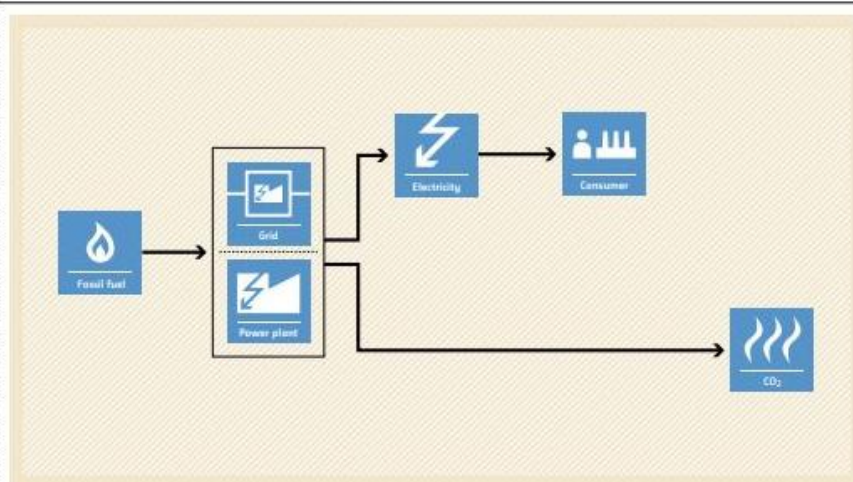 Fossil fuel
Grid
Power plant
Electricity
Consumer
CO₂